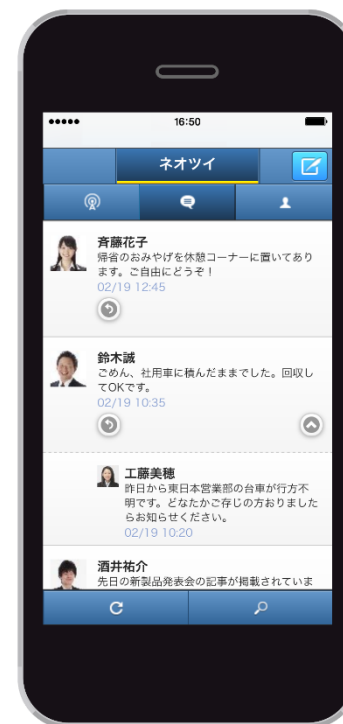 16:50
ネオツイ
斉藤花子
帰省のおみやげを休憩コーナーに置いてあり
ます。ご自由にどうぞ！
02/19 12:45
鈴木誠
ごめん、社用車に積んだままでした。回収し
てOKです。
02/19 10:35
工藤美穂
昨日から東日本営業部の台車が行方不
明です。どなたかご存じの方おりました
らお知らせください。
02/19 10:20
酒井祐介
先日の新製品発表会の記事が掲載されていま